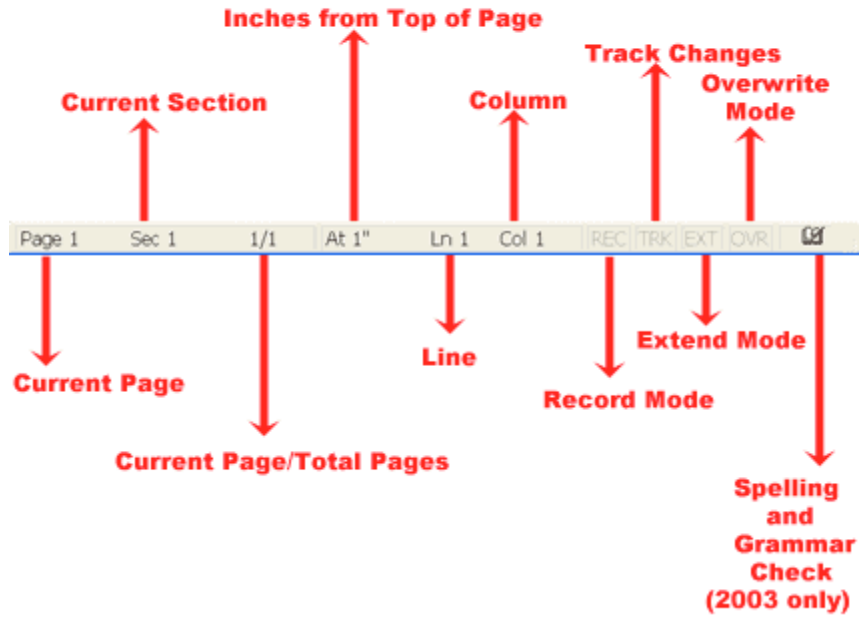 Inches from Top of Page
Track Changes
Overwrite
Mode
Current Section
Column
Page 1 Sec 1 1/1 At 1" Ln 1 Col 1 REC TRK EXT OVR
Extend Mode
Line
Current Page
Record Mode
Current Page/Total Pages
Spelling
and
Grammar
Check
(2003 only)